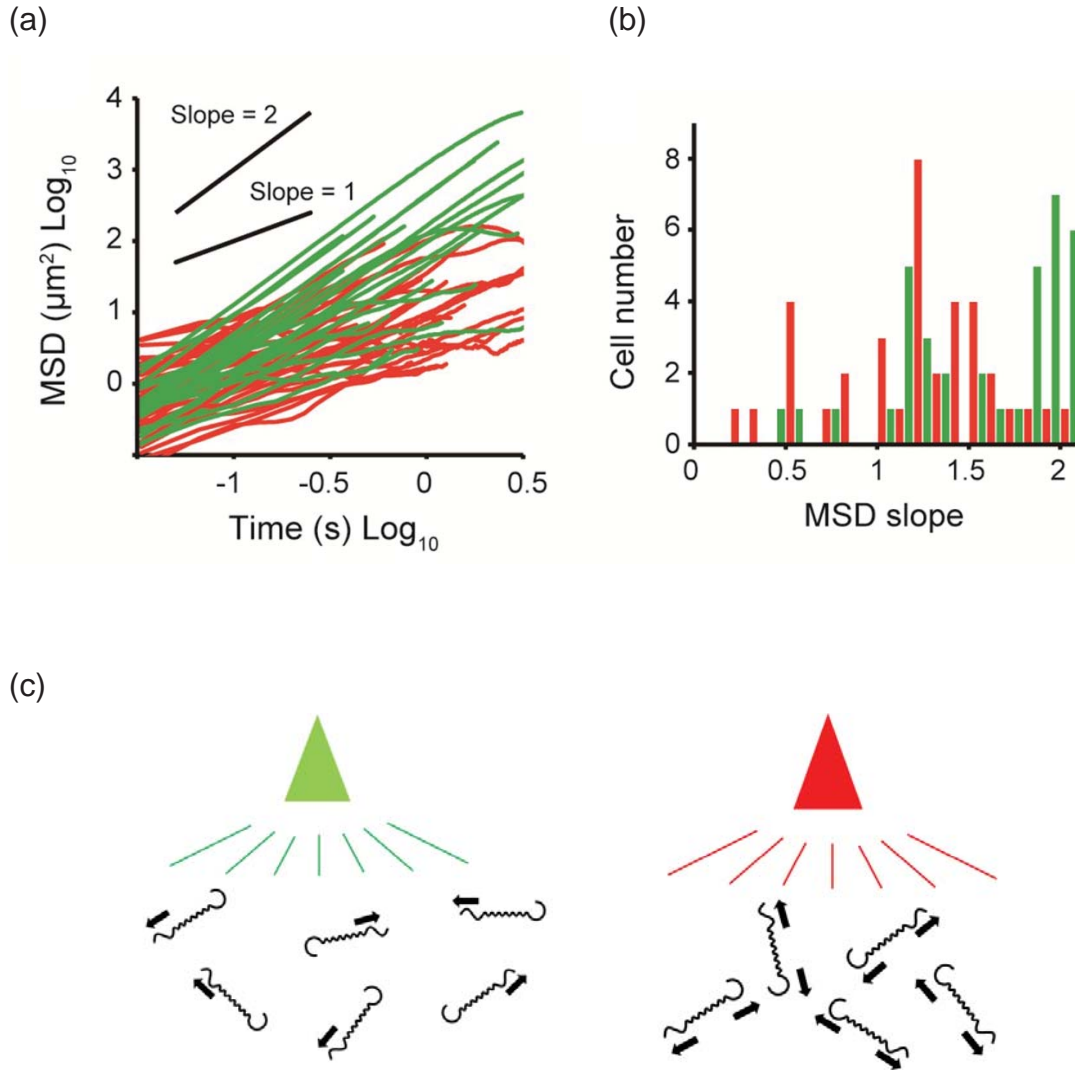 (a)
(b)
4
3
2
1
0
MSD (µm²) Log₁₀
Slope = 2
Slope = 1
-1
-0.5
0
0.5
Time (s) Log₁₀
8
6
4
2
0
Cell number
0
0.5
1
1.5
2
MSD slope
(c)